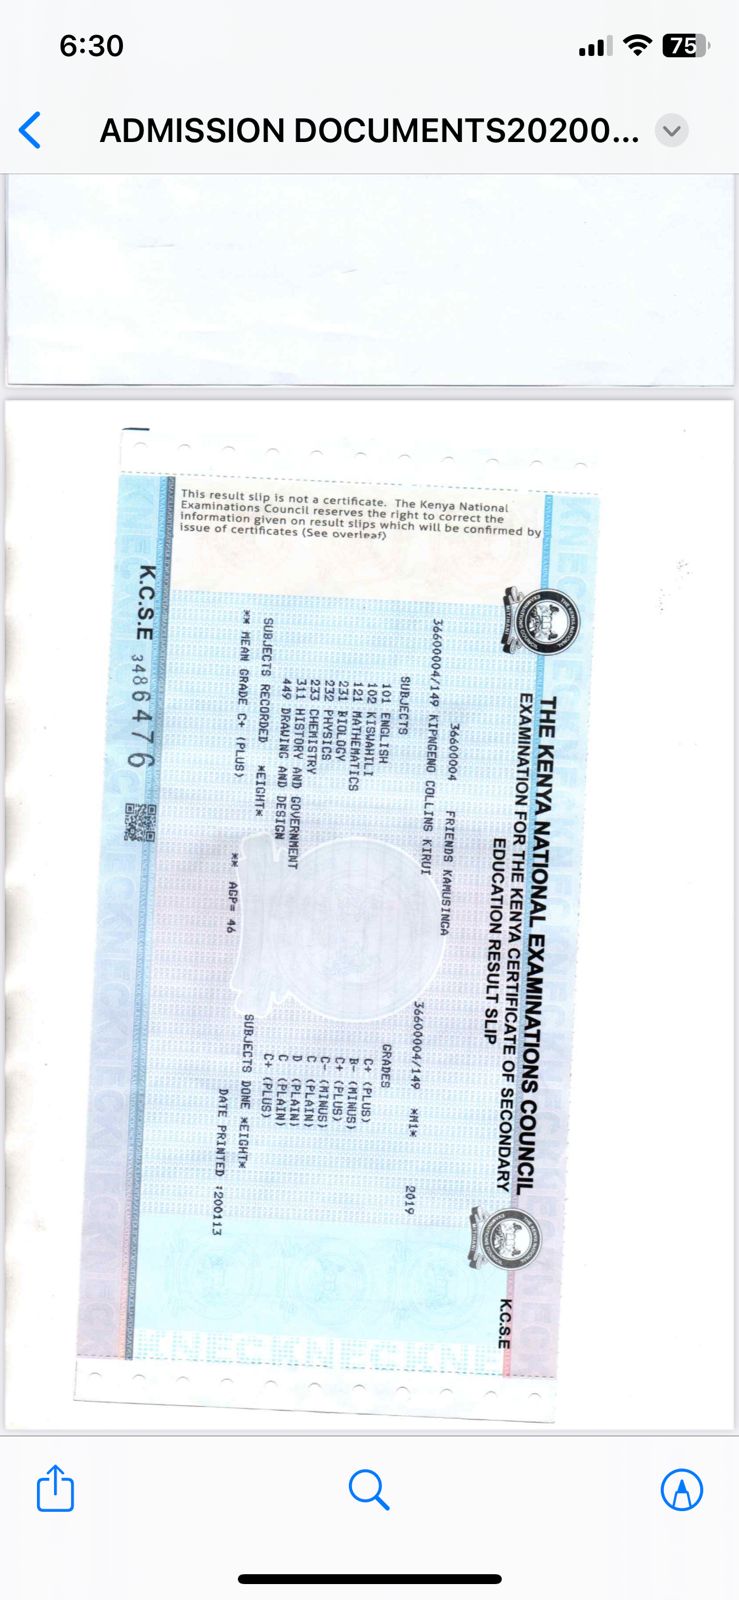 6:30
75
ADMISSION DOCUMENTS20200...
This result slip is not a certificate. The Kenya National
Examinations Council reserves the right to correct the
information given on result slips which will be confirmed by
issue of certificates (See overleaf)
THE KENYA NATIONAL EXAMINATIONS COUNCIL
EXAMINATION FOR THE KENYA CERTIFICATE OF SECONDARY
EDUCATION RESULT SLIP
K.C.S.E
36600004 FRIENDS KAMUSINGA
36600004/149 KIPNGENO COLLINS KIRUI 36600004/149 *M1* 2019
SUBJECTS GRADES
101 ENGLISH C+ (PLUS)
102 KISWAHILI B- (MINUS)
121 MATHEMATICS C+ (PLUS)
231 BIOLOGY C- (MINUS)
232 PHYSICS C (PLAIN)
233 CHEMISTRY D (PLAIN)
311 HISTORY AND GOVERNMENT C (PLAIN)
449 DRAWING AND DESIGN C+ (PLUS)
SUBJECTS RECORDED *EIGHT* SUBJECTS DONE *EIGHT*
** MEAN GRADE C+ (PLUS) ** AGP= 46 DATE PRINTED :200113
K.C.S.E 3486476